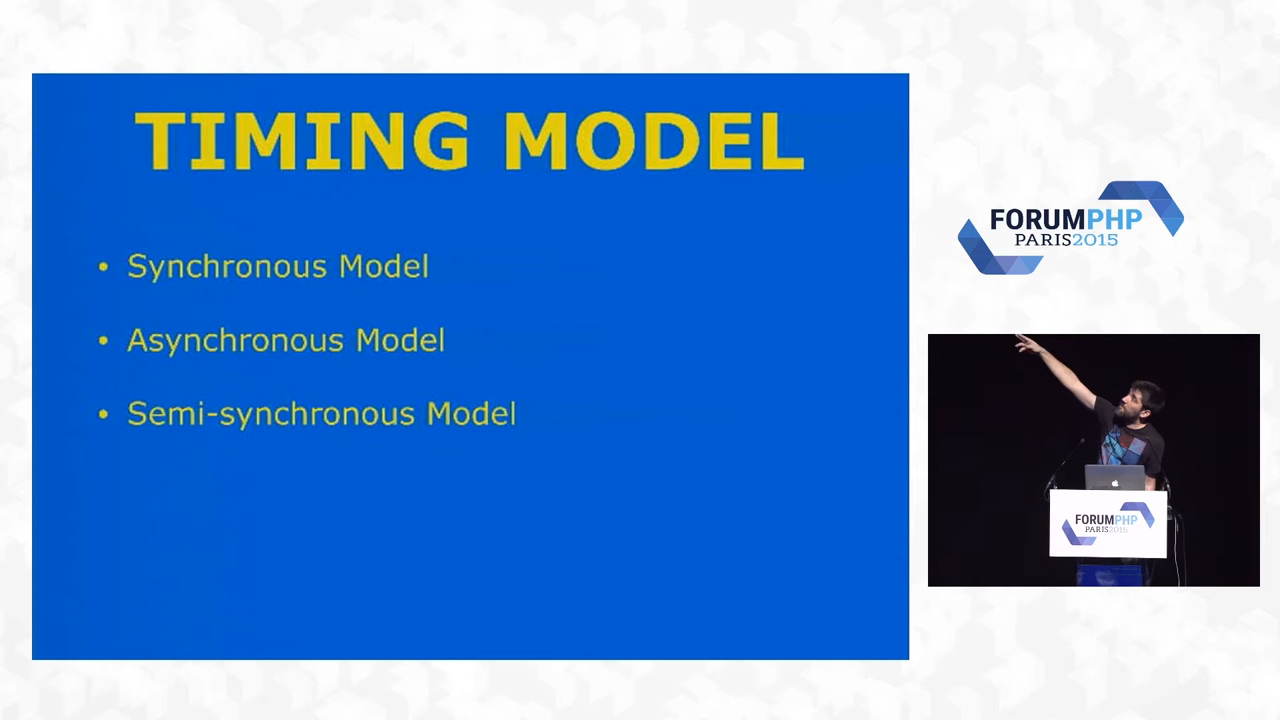 TIMING MODEL
• Synchronous Model
• Asynchronous Model
• Semi-synchronous Model
FORUMPHP
PARIS2015
FORUMPHP
PARIS2015